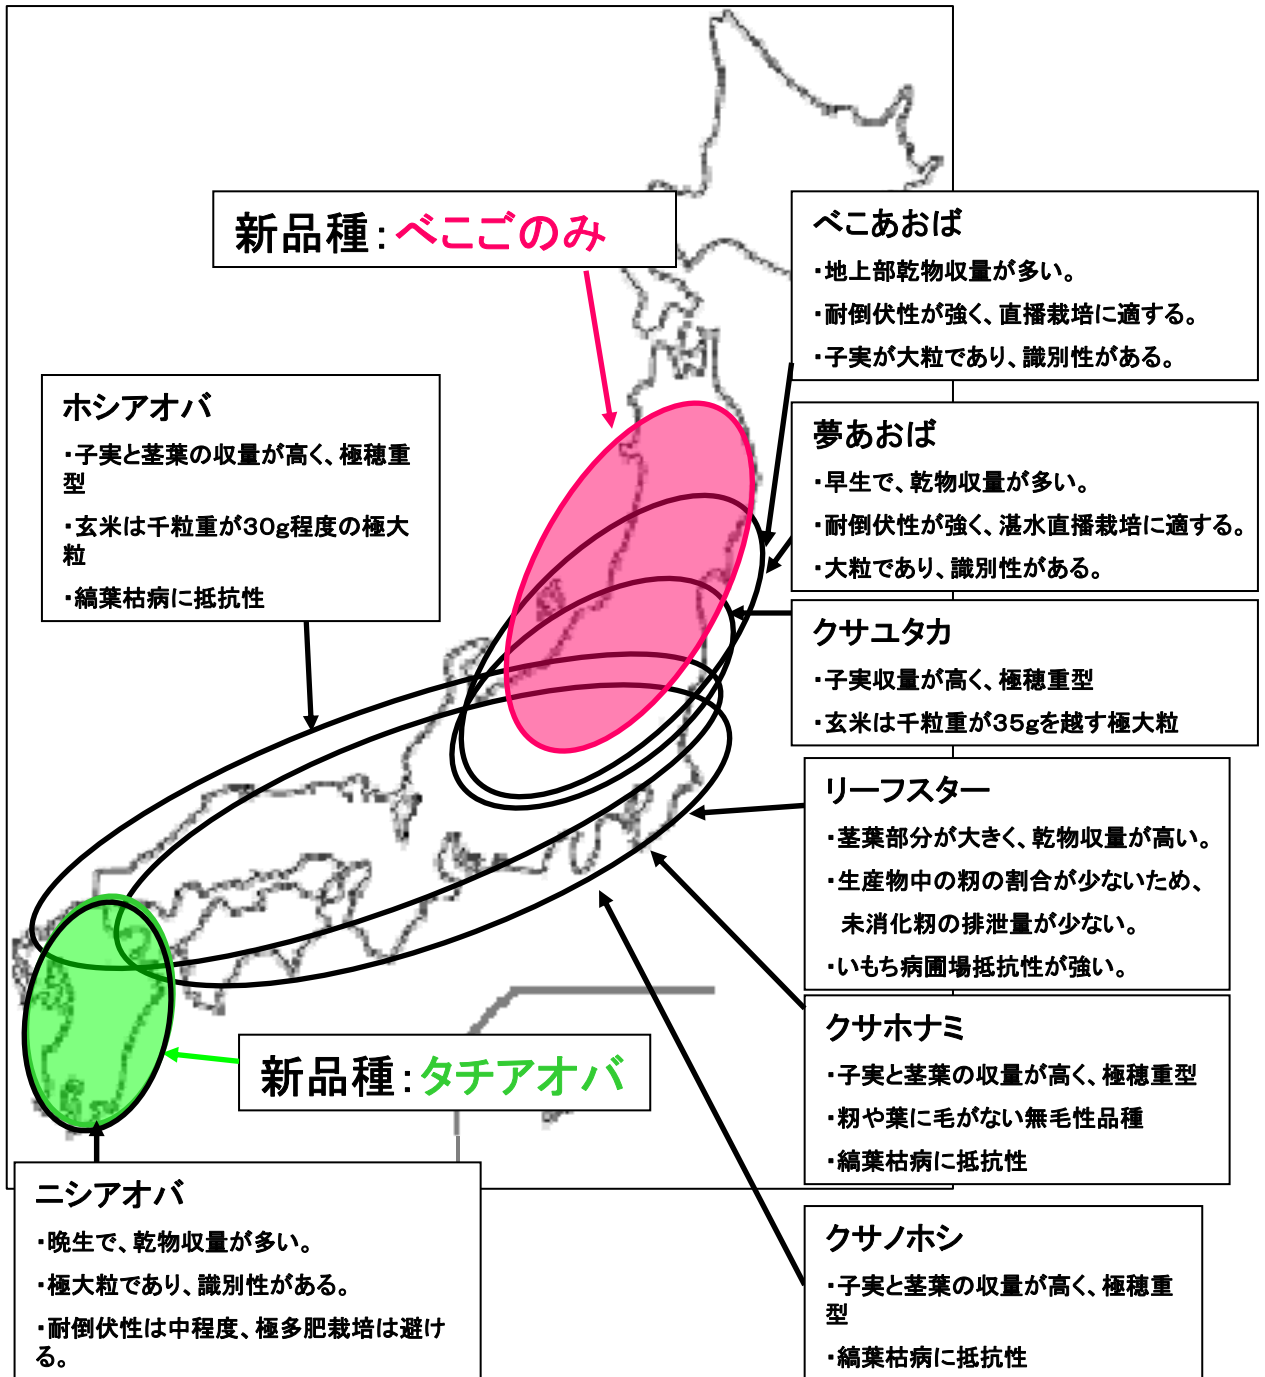 新品種：べこごのみ
べこあおば
・地上部乾物収量が多い。
・耐倒伏性が強く、直播栽培に適する。
・子実が大粒であり、識別性がある。
ホシアオバ
・子実と茎葉の収量が高く、極穂重
型
・玄米は千粒重が30g程度の極大
粒
・縞葉枯病に抵抗性
夢あおば
・早生で、乾物収量が多い。
・耐倒伏性が強く、湛水直播栽培に適する。
・大粒であり、識別性がある。
クサユタカ
・子実収量が高く、極穂重型
・玄米は千粒重が35gを越す極大粒
リーフスター
・茎葉部分が大きく、乾物収量が高い。
・生産物中の籾の割合が少ないため、
未消化籾の排泄量が少ない。
・いもち病圃場抵抗性が強い。
クサホナミ
・子実と茎葉の収量が高く、極穂重型
・籾や葉に毛がない無毛性品種
・縞葉枯病に抵抗性
新品種：タチアオバ
ニシアオバ
・晩生で、乾物収量が多い。
・極大粒であり、識別性がある。
・耐倒伏性は中程度、極多肥栽培は避け
る。
クサノホシ
・子実と茎葉の収量が高く、極穂重
型
・縞葉枯病に抵抗性